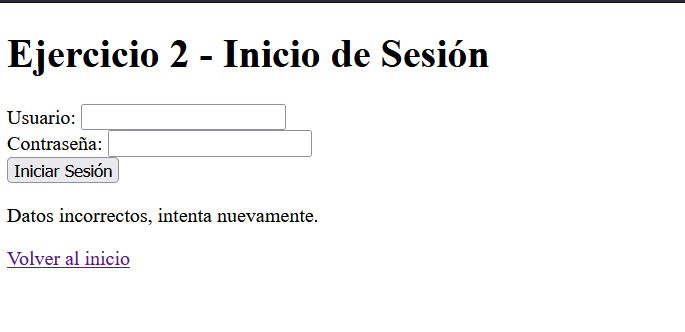 Ejercicio 2 - Inicio de Sesión
Usuario:
Contraseña:
Iniciar Sesión
Datos incorrectos, intenta nuevamente.
Volver al inicio